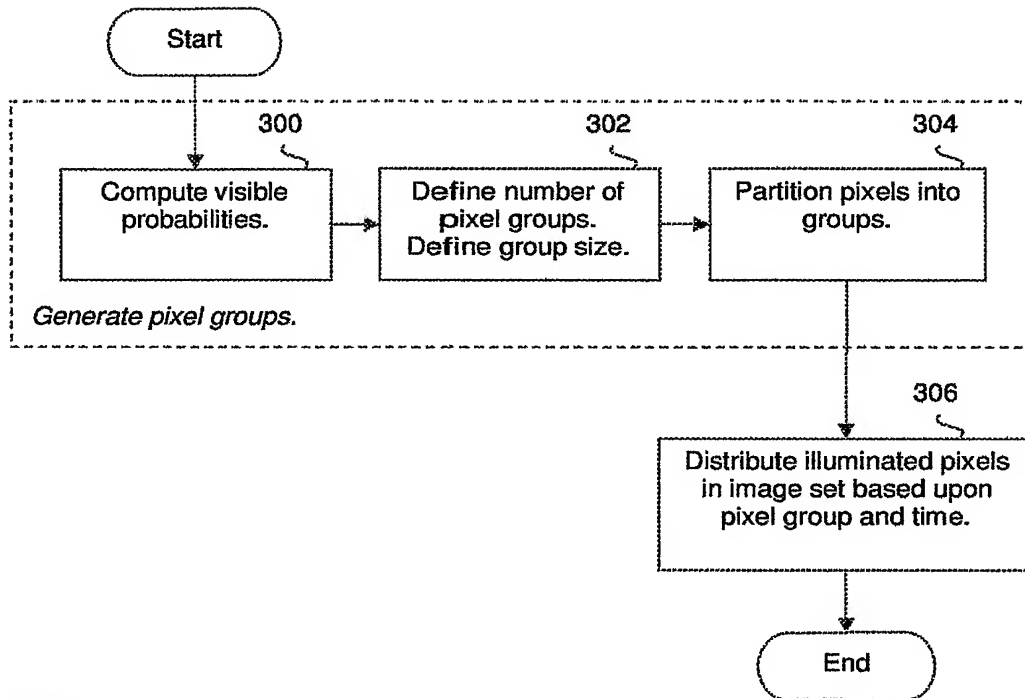 Start
300
302
304
Compute visible
probabilities.
Define number of
pixel groups.
Define group size.
Partition pixels into
groups.
Generate pixel groups.
306
Distribute illuminated pixels
in image set based upon
pixel group and time.
End